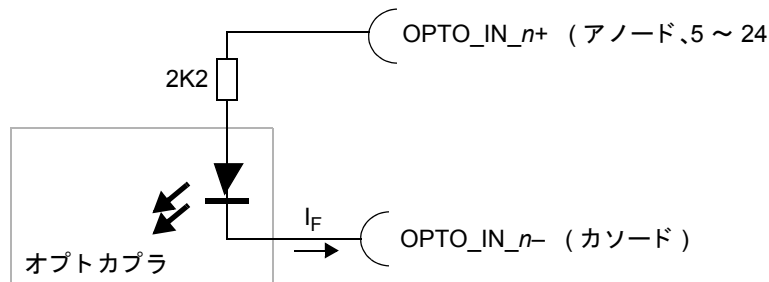 OPTO_IN_n+ (アノード、5 ~ 24
2K2
I_F
OPTO_IN_n– (カソード)
オプトカプラ